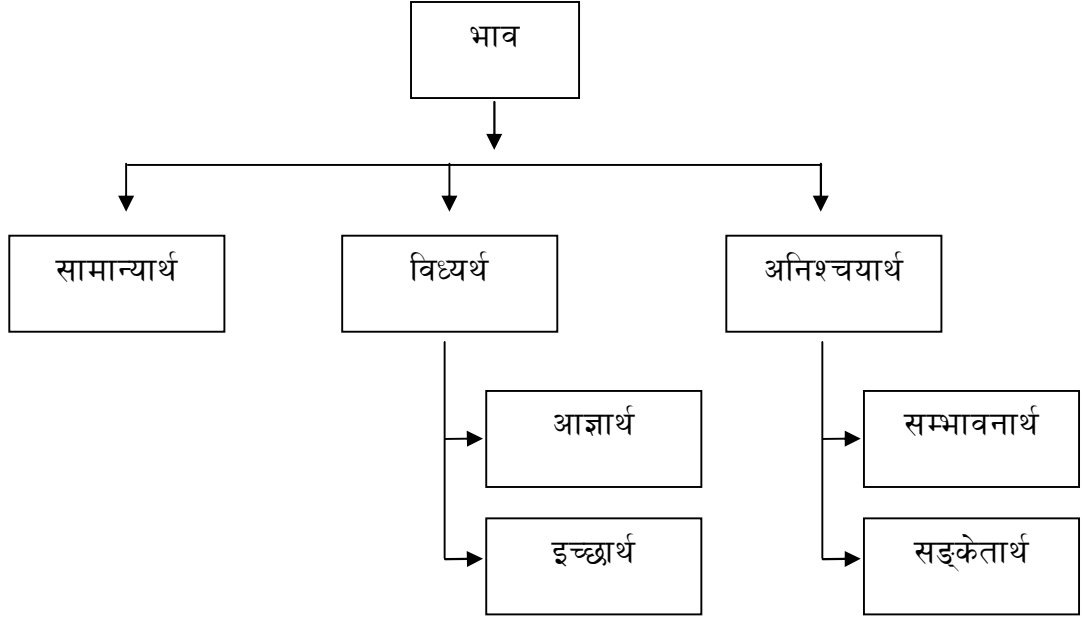 भाव
सामान्यार्थ
विध्यर्थ
अनिश्चयार्थ
आज्ञार्थ
सम्भावनार्थ
इच्छार्थ
सङ्केतार्थ